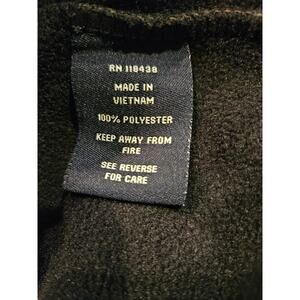 RN 118438
MADE IN
VIETNAM
100% POLYESTER
KEEP AWAY FROM
FIRE
SEE REVERSE
FOR CARE